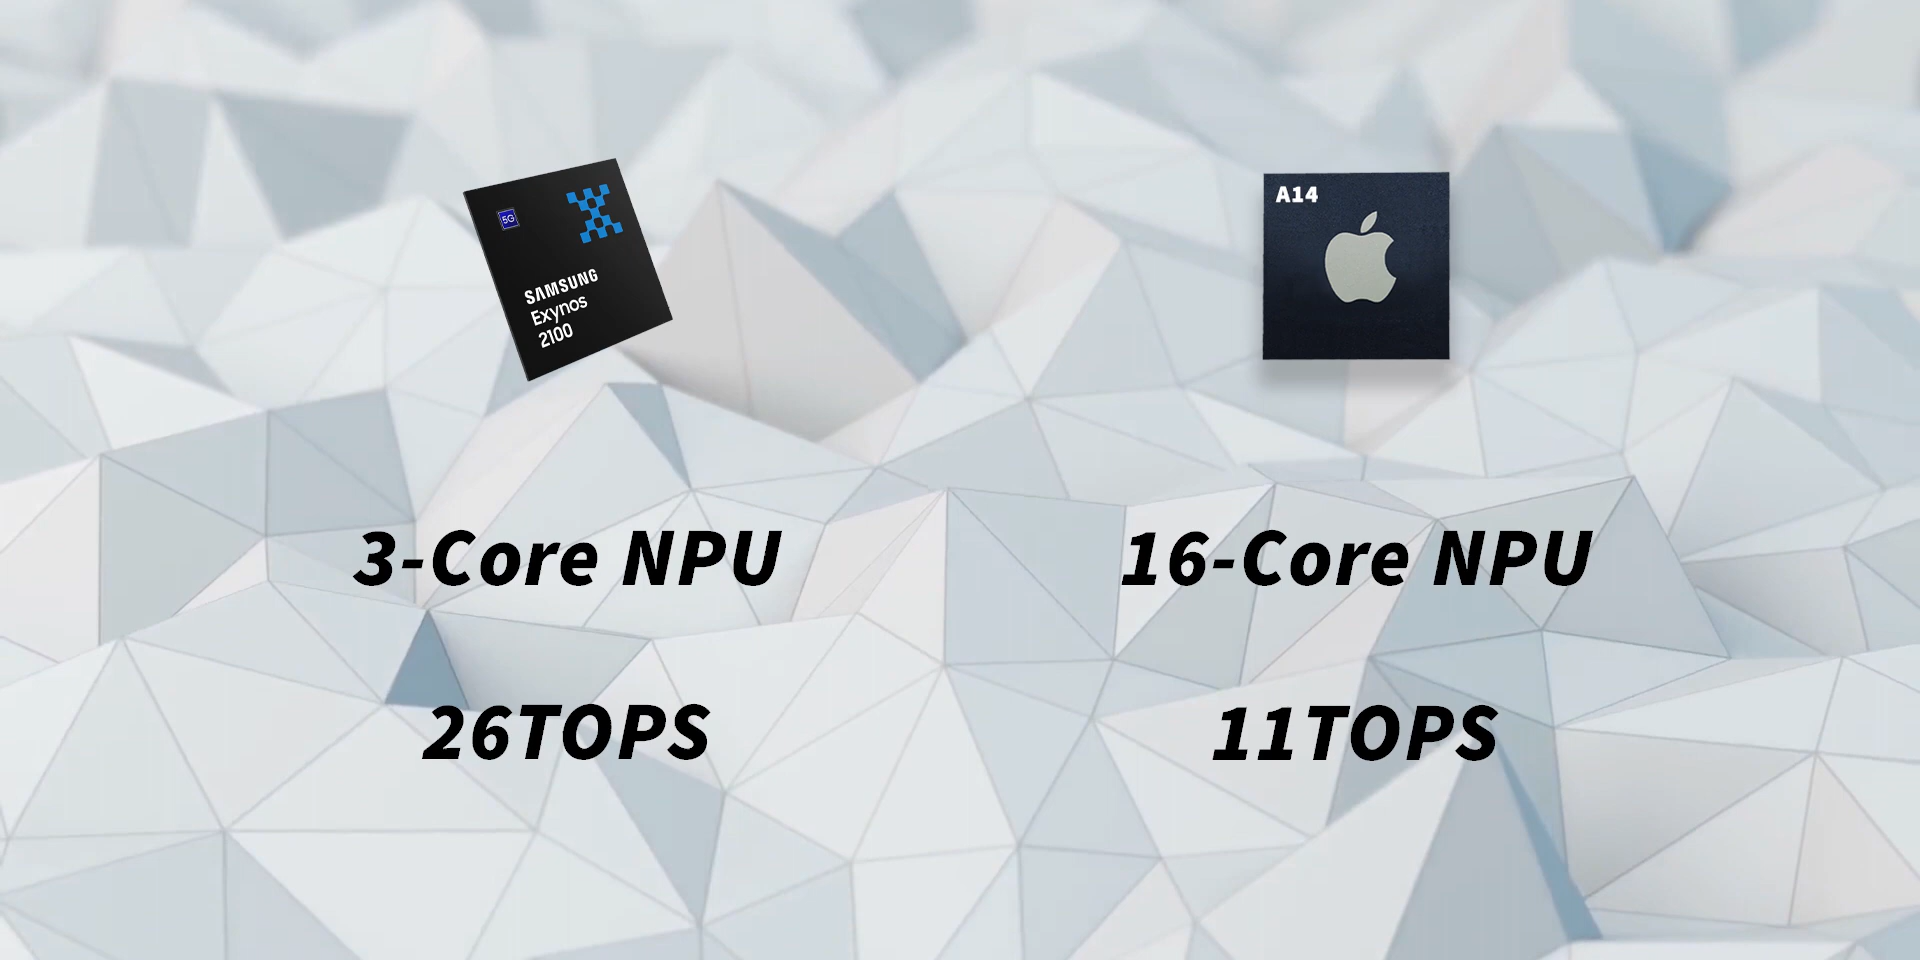 5G
SAMSUNG
Exynos
2100
A14
3-Core NPU
16-Core NPU
26TOPS
11TOPS